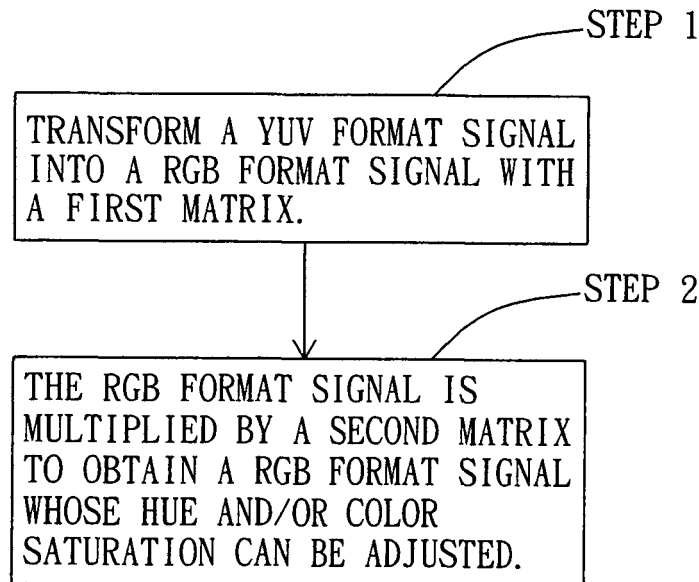 STEP 1
TRANSFORM A YUV FORMAT SIGNAL
INTO A RGB FORMAT SIGNAL WITH
A FIRST MATRIX.
STEP 2
THE RGB FORMAT SIGNAL IS
MULTIPLIED BY A SECOND MATRIX
TO OBTAIN A RGB FORMAT SIGNAL
WHOSE HUE AND/OR COLOR
SATURATION CAN BE ADJUSTED.